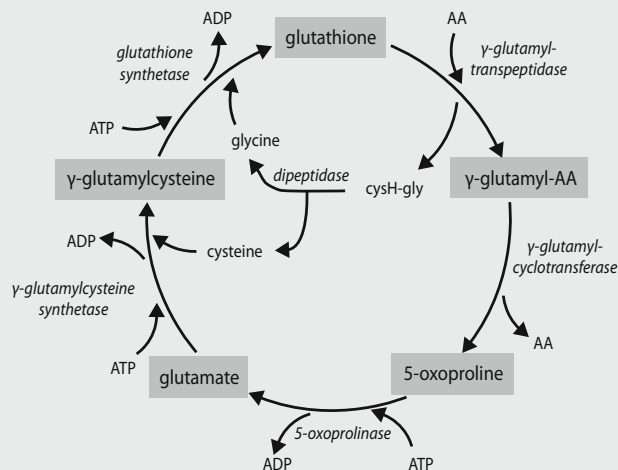 ADP
glutathione
AA
glutathione
synthetase
γ-glutamyl-
transpeptidase
ATP
glycine
dipeptidase
cysH-gly
γ-glutamylcysteine
γ-glutamyl-AA
ADP
cysteine
γ-glutamyl-
cyclotransferase
γ-glutamylcysteine
synthetase
ATP
AA
glutamate
5-oxoproline
5-oxoprolinase
ADP
ATP